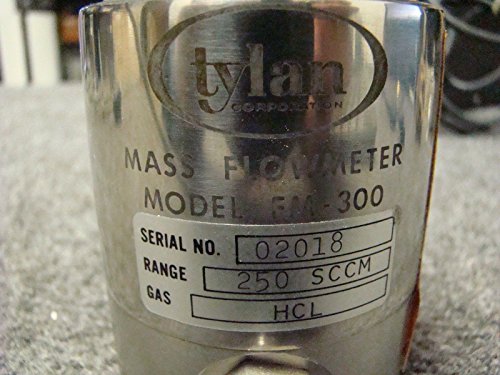 tylan
CORPORATION
MASS FLOWMETER
MODEL FM-300
SERIAL NO. 02018
RANGE 250 SCCM
GAS HCL